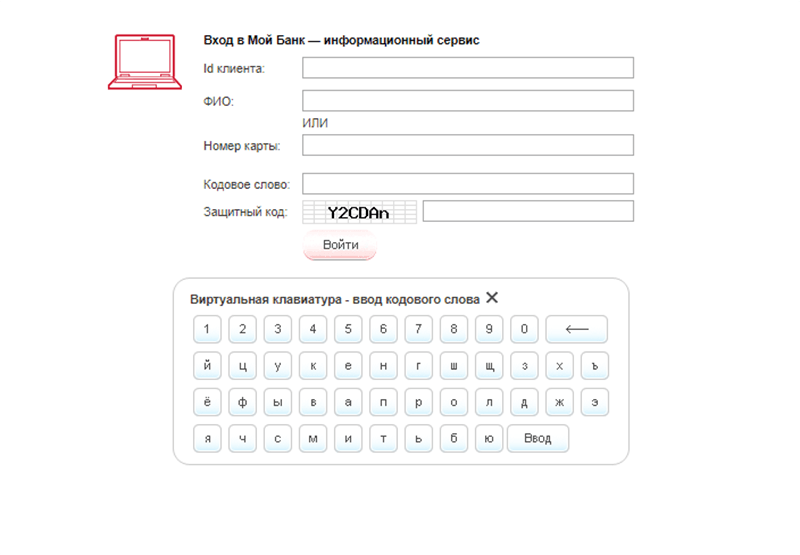 Вход в Мой Банк — информационный сервис
Id клиента:
ФИО:
ИЛИ
Номер карты:
Кодовое слово:
Защитный код: Y2CDAn
Войти
Виртуальная клавиатура - ввод кодового слова ✕
1 2 3 4 5 6 7 8 9 0 ←
й ц у к е н г ш щ з х ъ
ё ф ы в а п р о л д ж э
я ч с м и т ь б ю Ввод